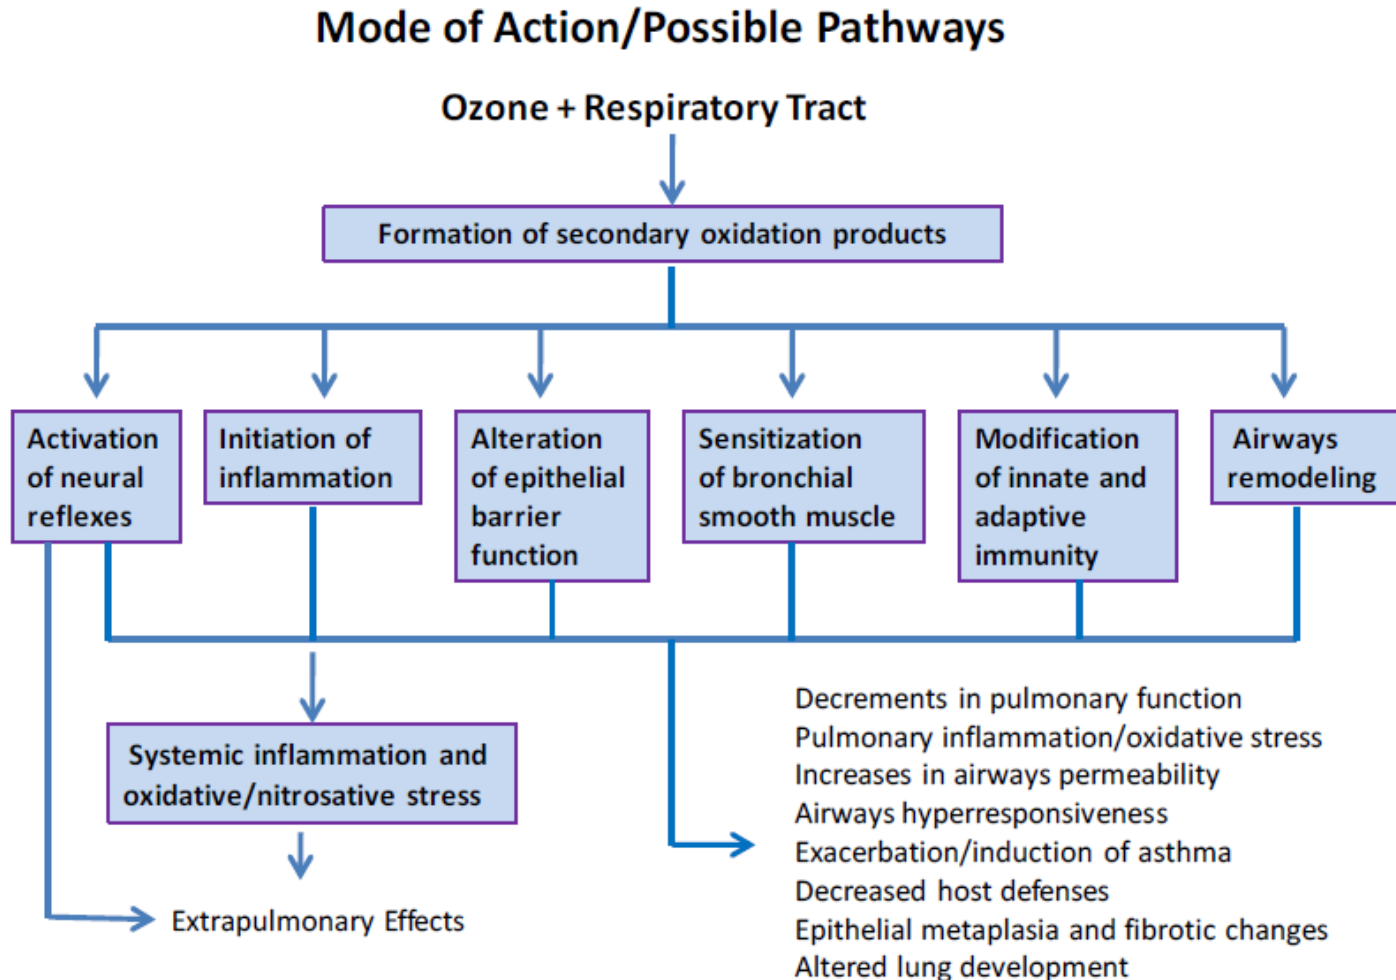 Mode of Action/Possible Pathways
Ozone + Respiratory Tract
Formation of secondary oxidation products
Activation
of neural
reflexes
Initiation of
inflammation
Alteration
of epithelial
barrier
function
Sensitization
of bronchial
smooth muscle
Modification
of innate and
adaptive
immunity
Airways
remodeling
Systemic inflammation and
oxidative/nitrosative stress
Extrapulmonary Effects
Decrements in pulmonary function
Pulmonary inflammation/oxidative stress
Increases in airways permeability
Airways hyperresponsiveness
Exacerbation/induction of asthma
Decreased host defenses
Epithelial metaplasia and fibrotic changes
Altered lung development